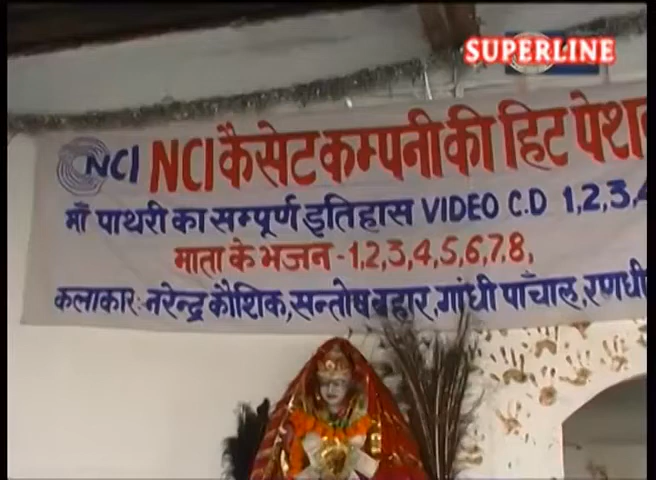 SUPERLINE
NCI NCI कैसेट कम्पनी की हिट
माँ पाथरी का सम्पूर्ण इतिहास VIDEO C.D 1,2,3,4
माता के भजन -1,2,3,4,5,6,7,8,
कलाकार:- नरेन्द्र कौशिक, सन्तोष बहार, गांधी पाँचाल,